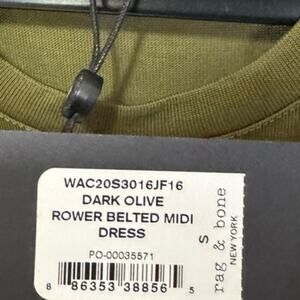 WAC20S3016JF16
DARK OLIVE
ROWER BELTED MIDI
DRESS
PO-00035571
8 86353 38856 5
S
rag & bone
NEW YORK